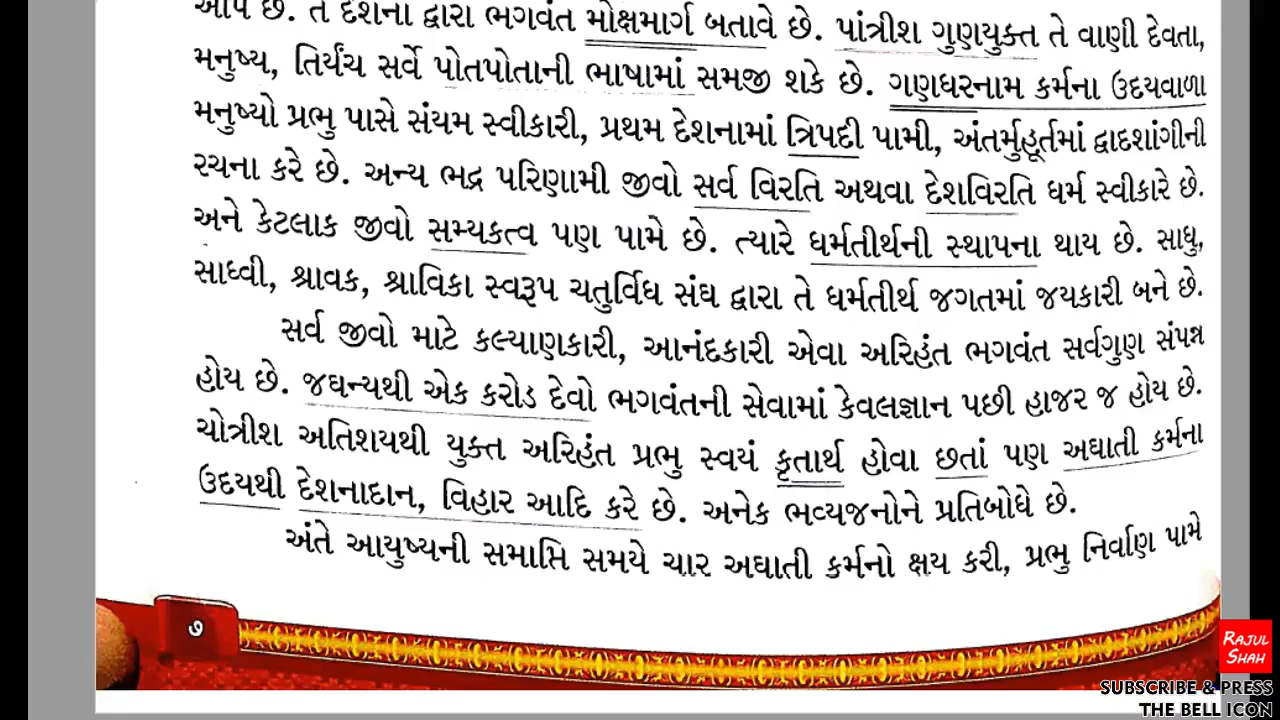 આપે છે. તે દેશના દ્વારા ભગવંત મોક્ષમાર્ગ બતાવે છે. પાંત્રીશ ગુણયુક્ત તે વાણી દેવતા,
મનુષ્ય, તિર્યંચ સર્વે પોતપોતાની ભાષામાં સમજી શકે છે. ગણધરનામ કર્મના ઉદયવાળા
મનુષ્યો પ્રભુ પાસે સંયમ સ્વીકારી, પ્રથમ દેશનામાં ત્રિપદી પામી, અંતર્મુહૂર્તમાં દ્વાદશાંગીની
રચના કરે છે. અન્ય ભદ્ર પરિણામી જીવો સર્વ વિરતિ અથવા દેશવિરતિ ધર્મ સ્વીકારે છે.
અને કેટલાક જીવો સમ્યકત્વ પણ પામે છે. ત્યારે ધર્મતીર્થની સ્થાપના થાય છે. સાધુ,
સાધ્વી, શ્રાવક, શ્રાવિકા સ્વરૂપ ચતુર્વિધ સંઘ દ્વારા તે ધર્મતીર્થ જગતમાં જયકારી બને છે.
સર્વ જીવો માટે કલ્યાણકારી, આનંદકારી એવા અરિહંત ભગવંત સર્વગુણ સંપન્ન
હોય છે. જઘન્યથી એક કરોડ દેવો ભગવંતની સેવામાં કેવલજ્ઞાન પછી હાજર જ હોય છે.
ચોત્રીશ અતિશયથી યુક્ત અરિહંત પ્રભુ સ્વયં કૃતાર્થ હોવા છતાં પણ અઘાતી કર્મના
ઉદયથી દેશનાદાન, વિહાર આદિ કરે છે. અનેક ભવ્યજનોને પ્રતિબોધે છે.
અંતે આયુષ્યની સમાપ્તિ સમયે ચાર અઘાતી કર્મનો ક્ષય કરી, પ્રભુ નિર્વાણ પામે
૭
RAJUL
SHAH
SUBSCRIBE & PRESS
THE BELL ICON